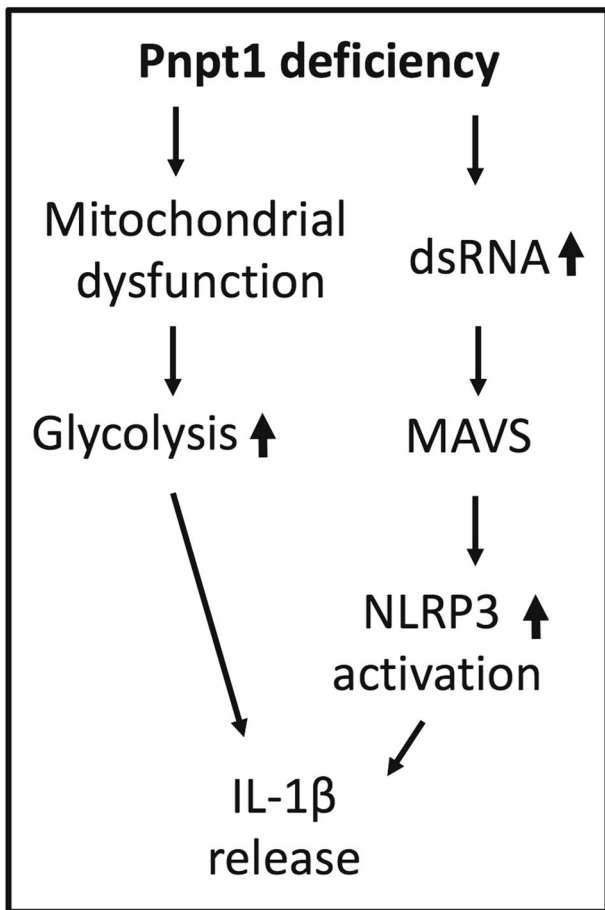 Pnpt1 deficiency
Mitochondrial
dysfunction
dsRNA
Glycolysis
MAVS
NLRP3
activation
IL-1β
release